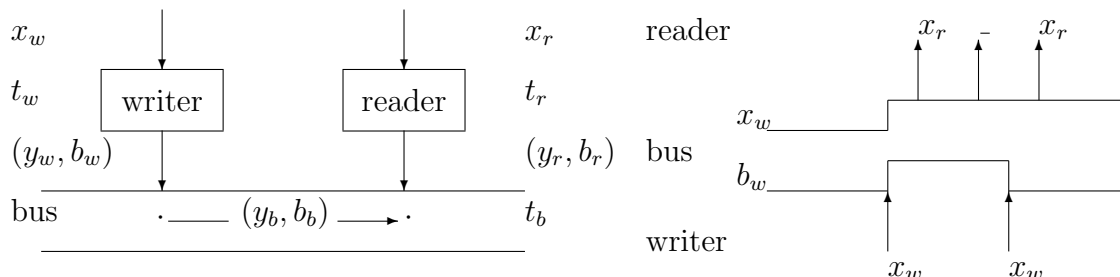 x_w
x_r
t_w
writer
reader
t_r
(y_w, b_w)
(y_r, b_r)
bus
(y_b, b_b)
t_b
reader
x_r
-
x_r
x_w
bus
b_w
writer
x_w
x_w